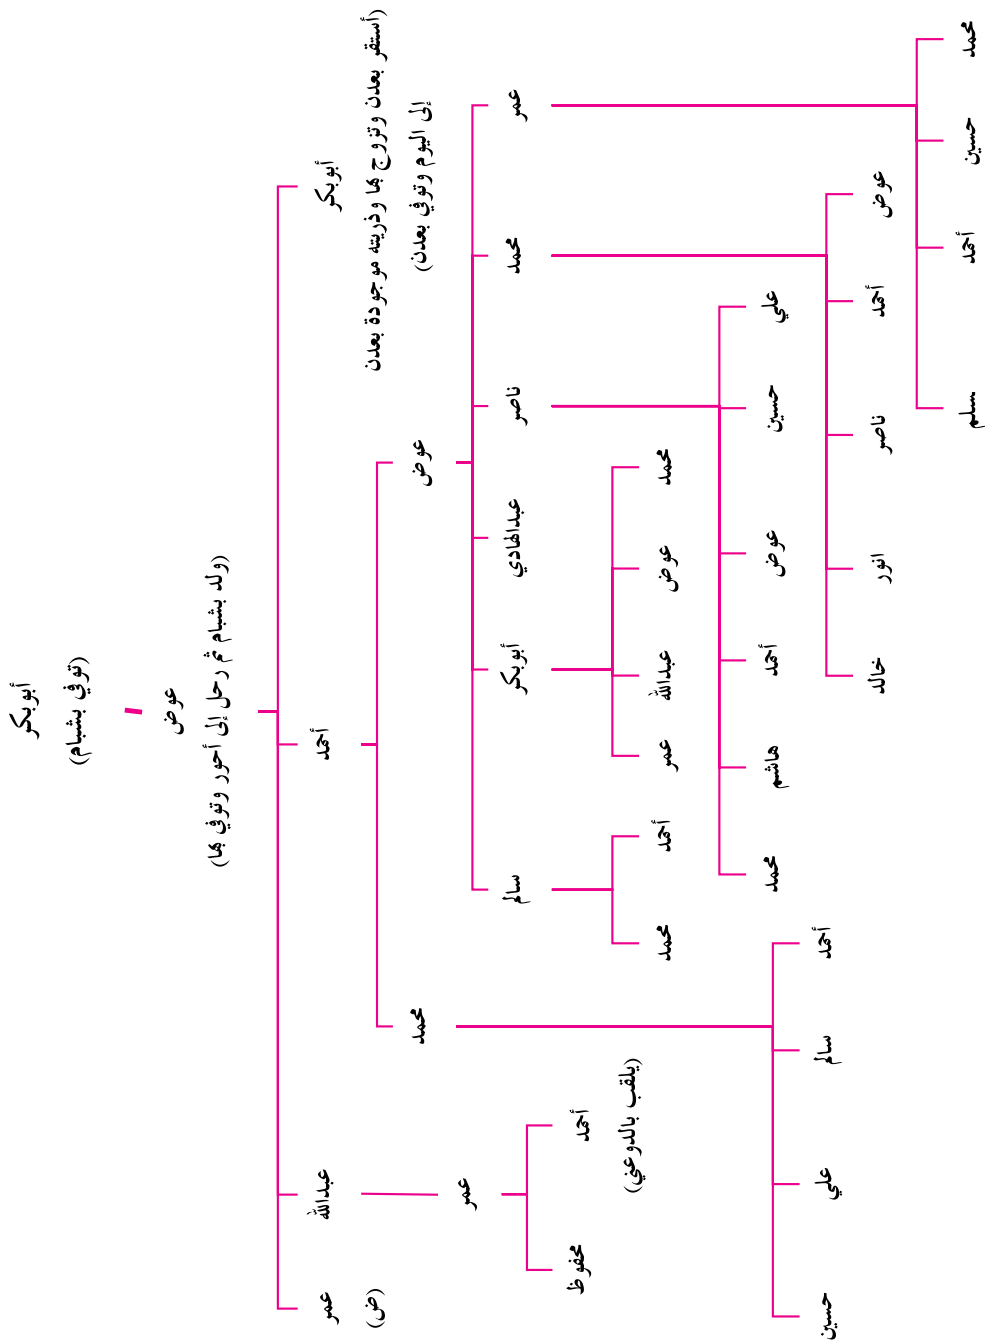 أبوبكر
(توفي بشبام)
عوض
(ولد بشبام ثم رحل إلى أحور وتوفي بها)
أبوبكر
أحمد
عبدالله
عمر
(أستقر بعدن وتزوج بها وذريته موجودة بعدن
إلى اليوم وتوفي بعدن)
(ض)
عوض
محمد
عمر
عمر
محمد
ناصر
عبدالهادي
أبوبكر
سالم
أحمد
(يلقب بالدوعني)
محفوظ
محمد
عوض
عبدالله
عمر
أحمد
محمد
علي
حسين
عوض
أحمد
هاشم
محمد
أحمد
سالم
علي
حسين
عوض
أحمد
ناصر
انور
خالد
محمد
حسين
أحمد
سلم